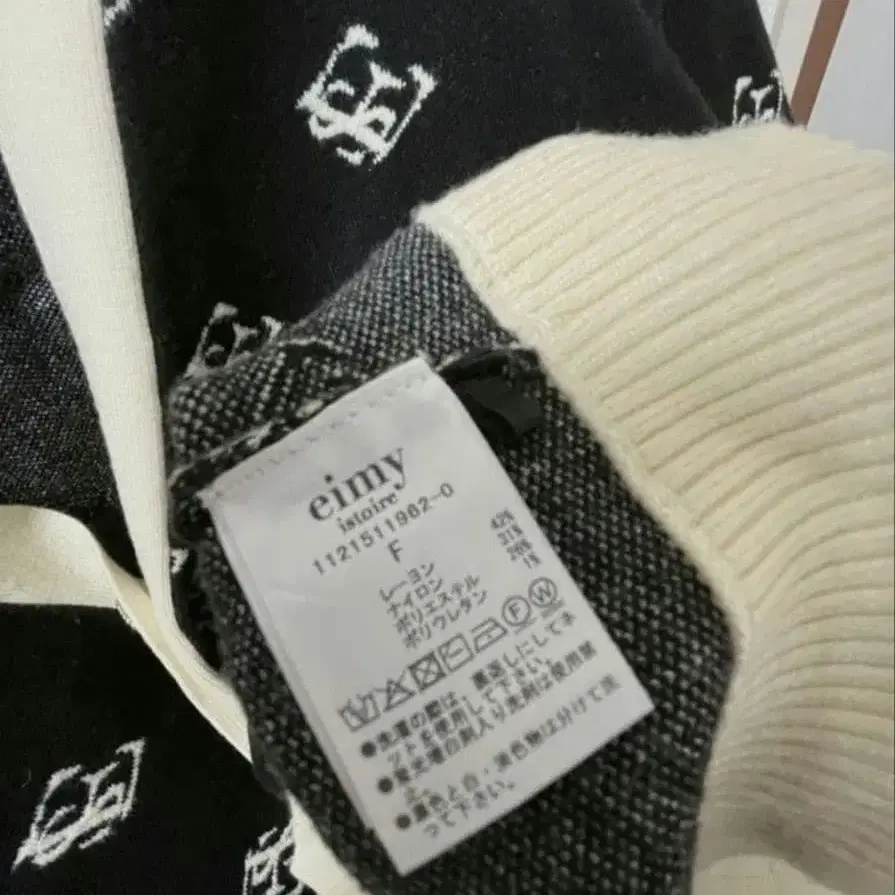 eimy
istoire
1121511982-0
F
レーヨン 42%
ナイロン 31%
ポリエステル 26%
ポリウレタン 1%
F W
●洗濯の際は、裏返しにしてネ
ットを使用して下さい。
●蛍光増白剤入り洗剤は使用禁
止。
●濃色と白・淡色物は分けて洗
って下さい。